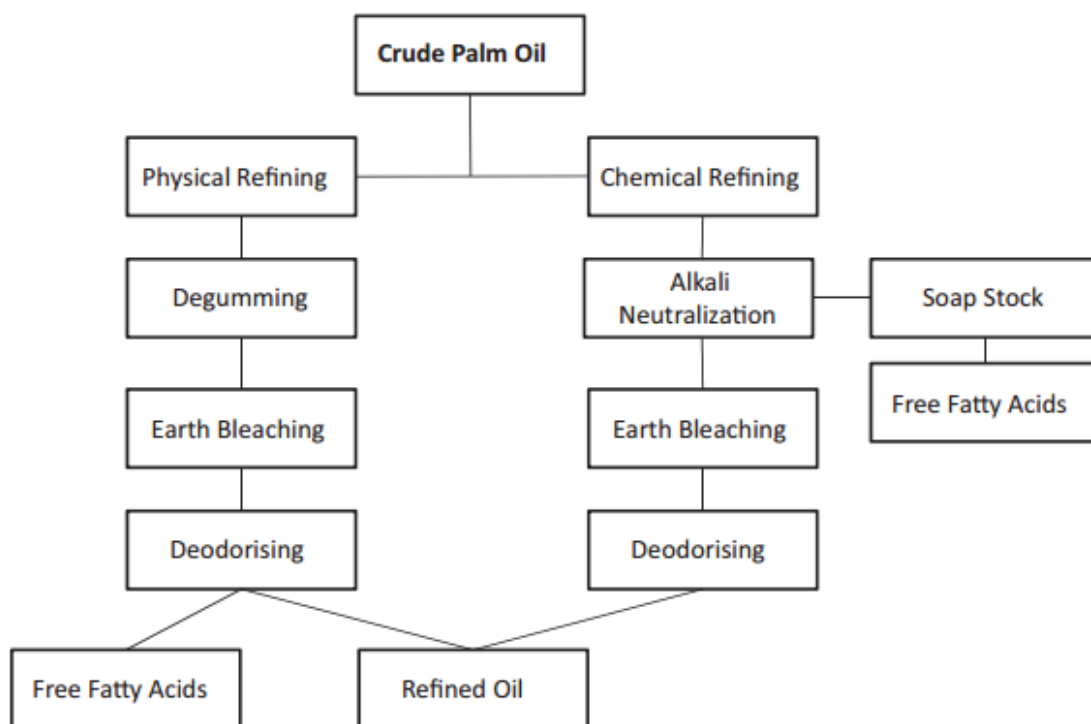 Crude Palm Oil
Physical Refining
Chemical Refining
Degumming
Alkali
Neutralization
Soap Stock
Earth Bleaching
Earth Bleaching
Free Fatty Acids
Deodorising
Deodorising
Free Fatty Acids
Refined Oil